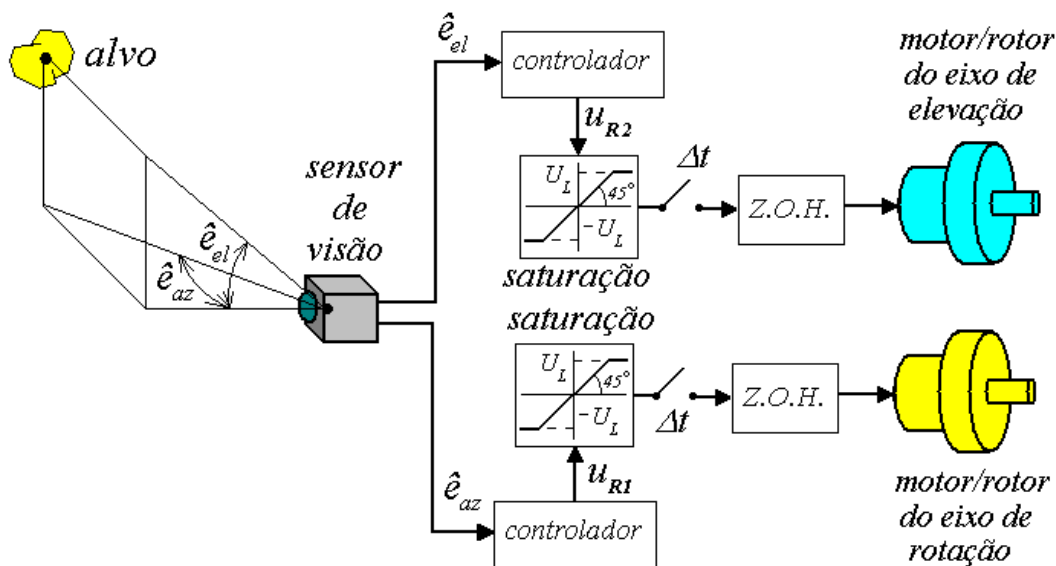 alvo
ê_el
ê_az
sensor
de
visão
ê_el
controlador
u_R2
U_L
45°
-U_L
saturação
Δt
Z.O.H.
motor/rotor
do eixo de
elevação
saturação
U_L
45°
-U_L
Δt
Z.O.H.
u_R1
ê_az
controlador
motor/rotor
do eixo de
rotação